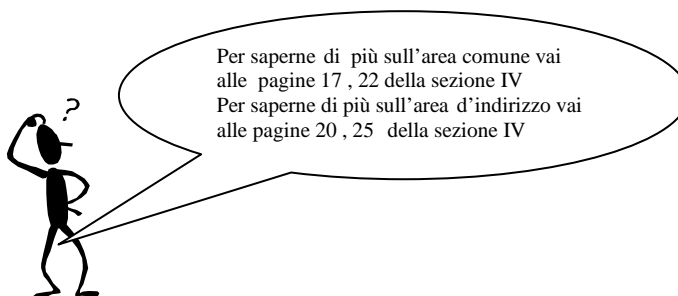 ?
Per saperne di più sull’area comune vai
alle pagine 17 , 22 della sezione IV
Per saperne di più sull’area d’indirizzo vai
alle pagine 20 , 25 della sezione IV